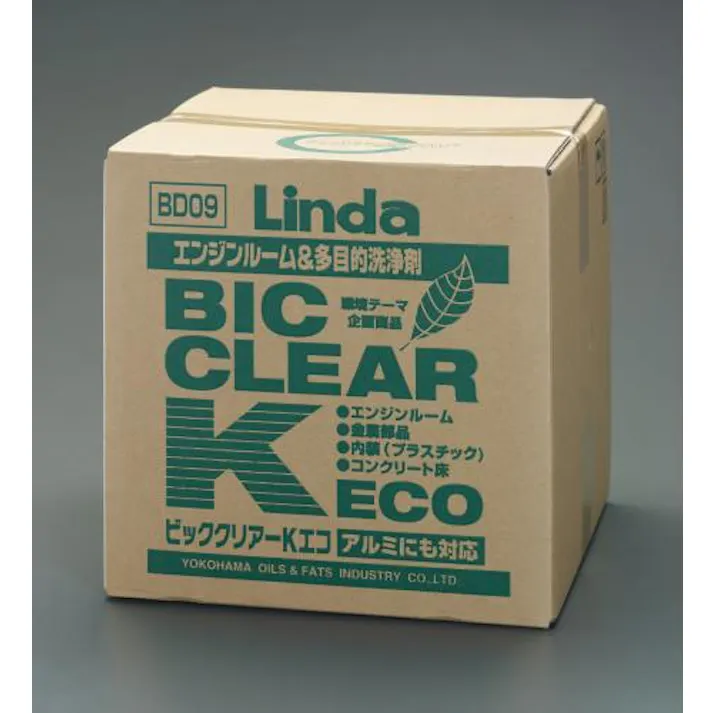 BD09
Linda
エンジンルーム&多目的洗浄剤
BIC
環境テーマ
企画商品
CLEAR
K
●エンジンルーム
●金属部品
●内装(プラスチック)
●コンクリート床
ECO
ビッククリアーKエコ アルミにも対応
YOKOHAMA OILS & FATS INDUSTRY CO.,LTD.